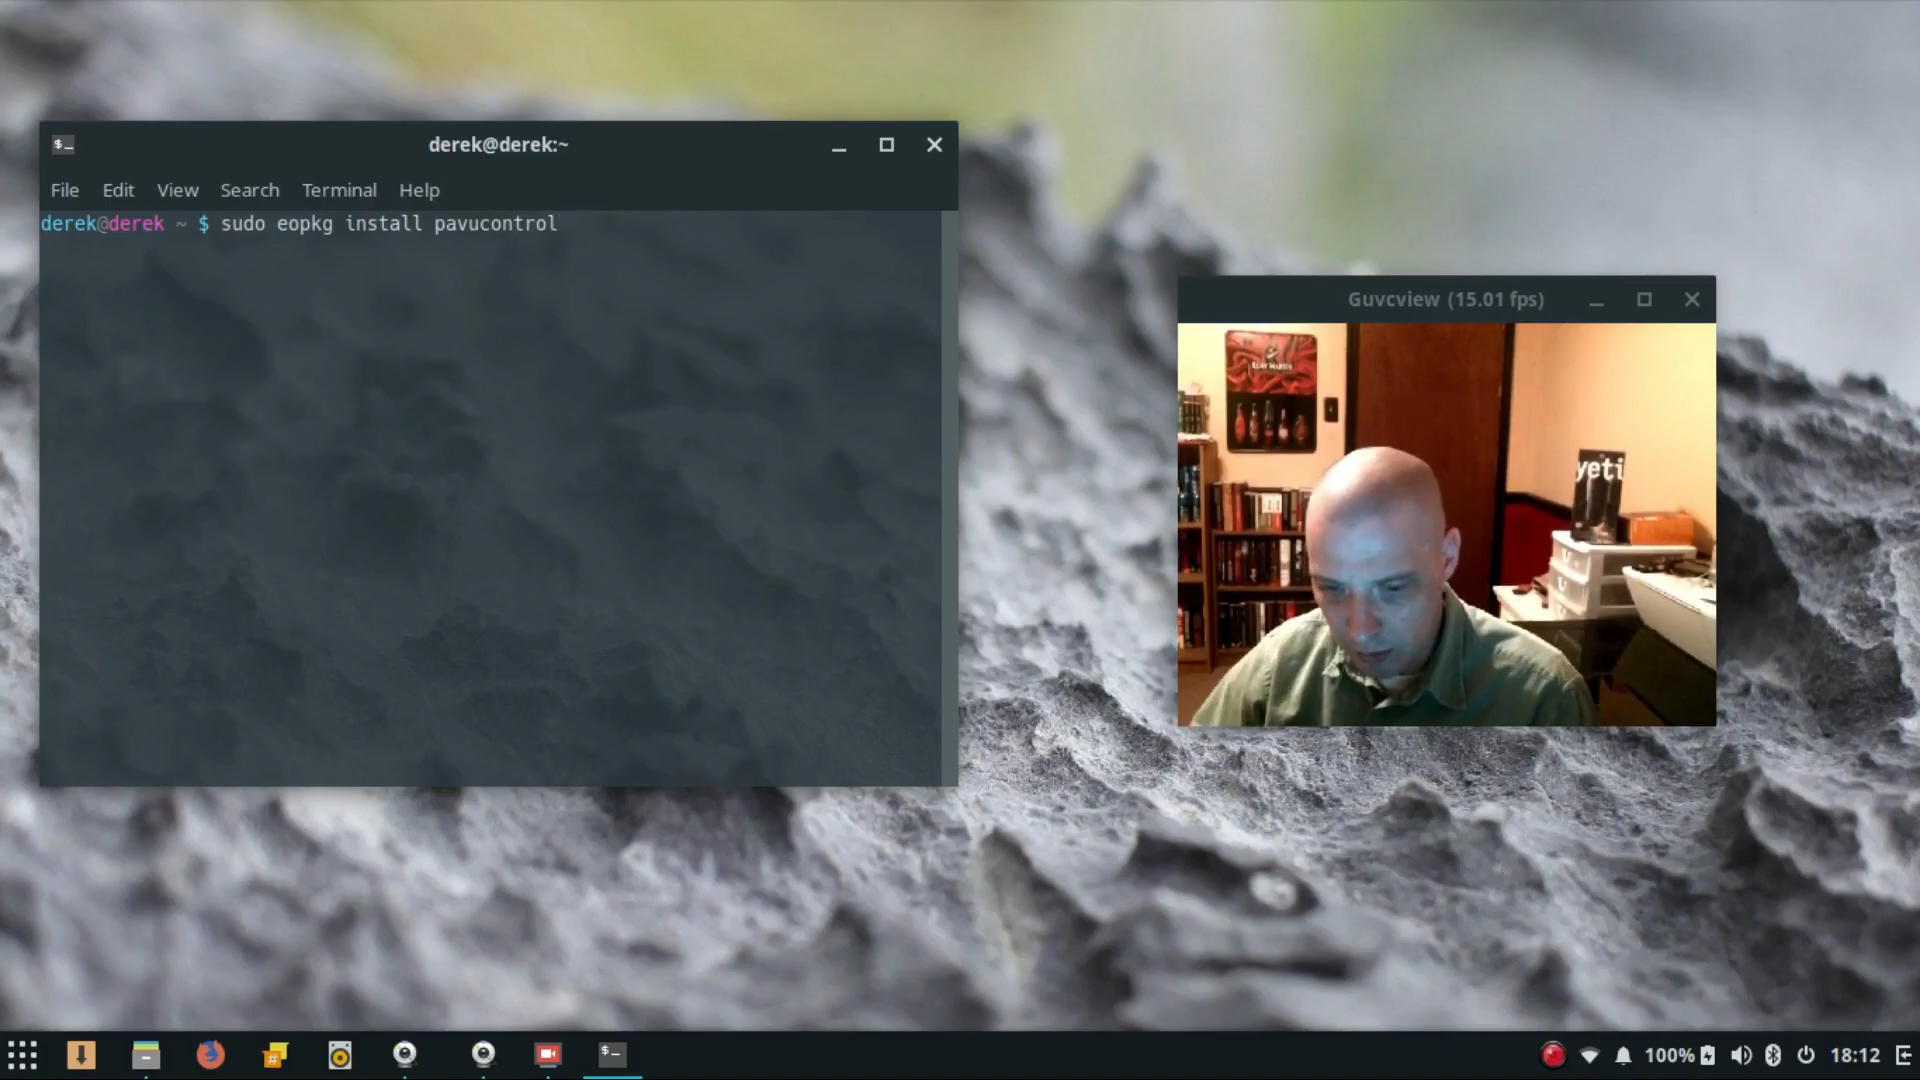 derek@derek:~
File Edit View Search Terminal Help
derek@derek ~ $ sudo eopkg install pavucontrol
Guvcview (15.01 fps)
yeti
100%
18:12